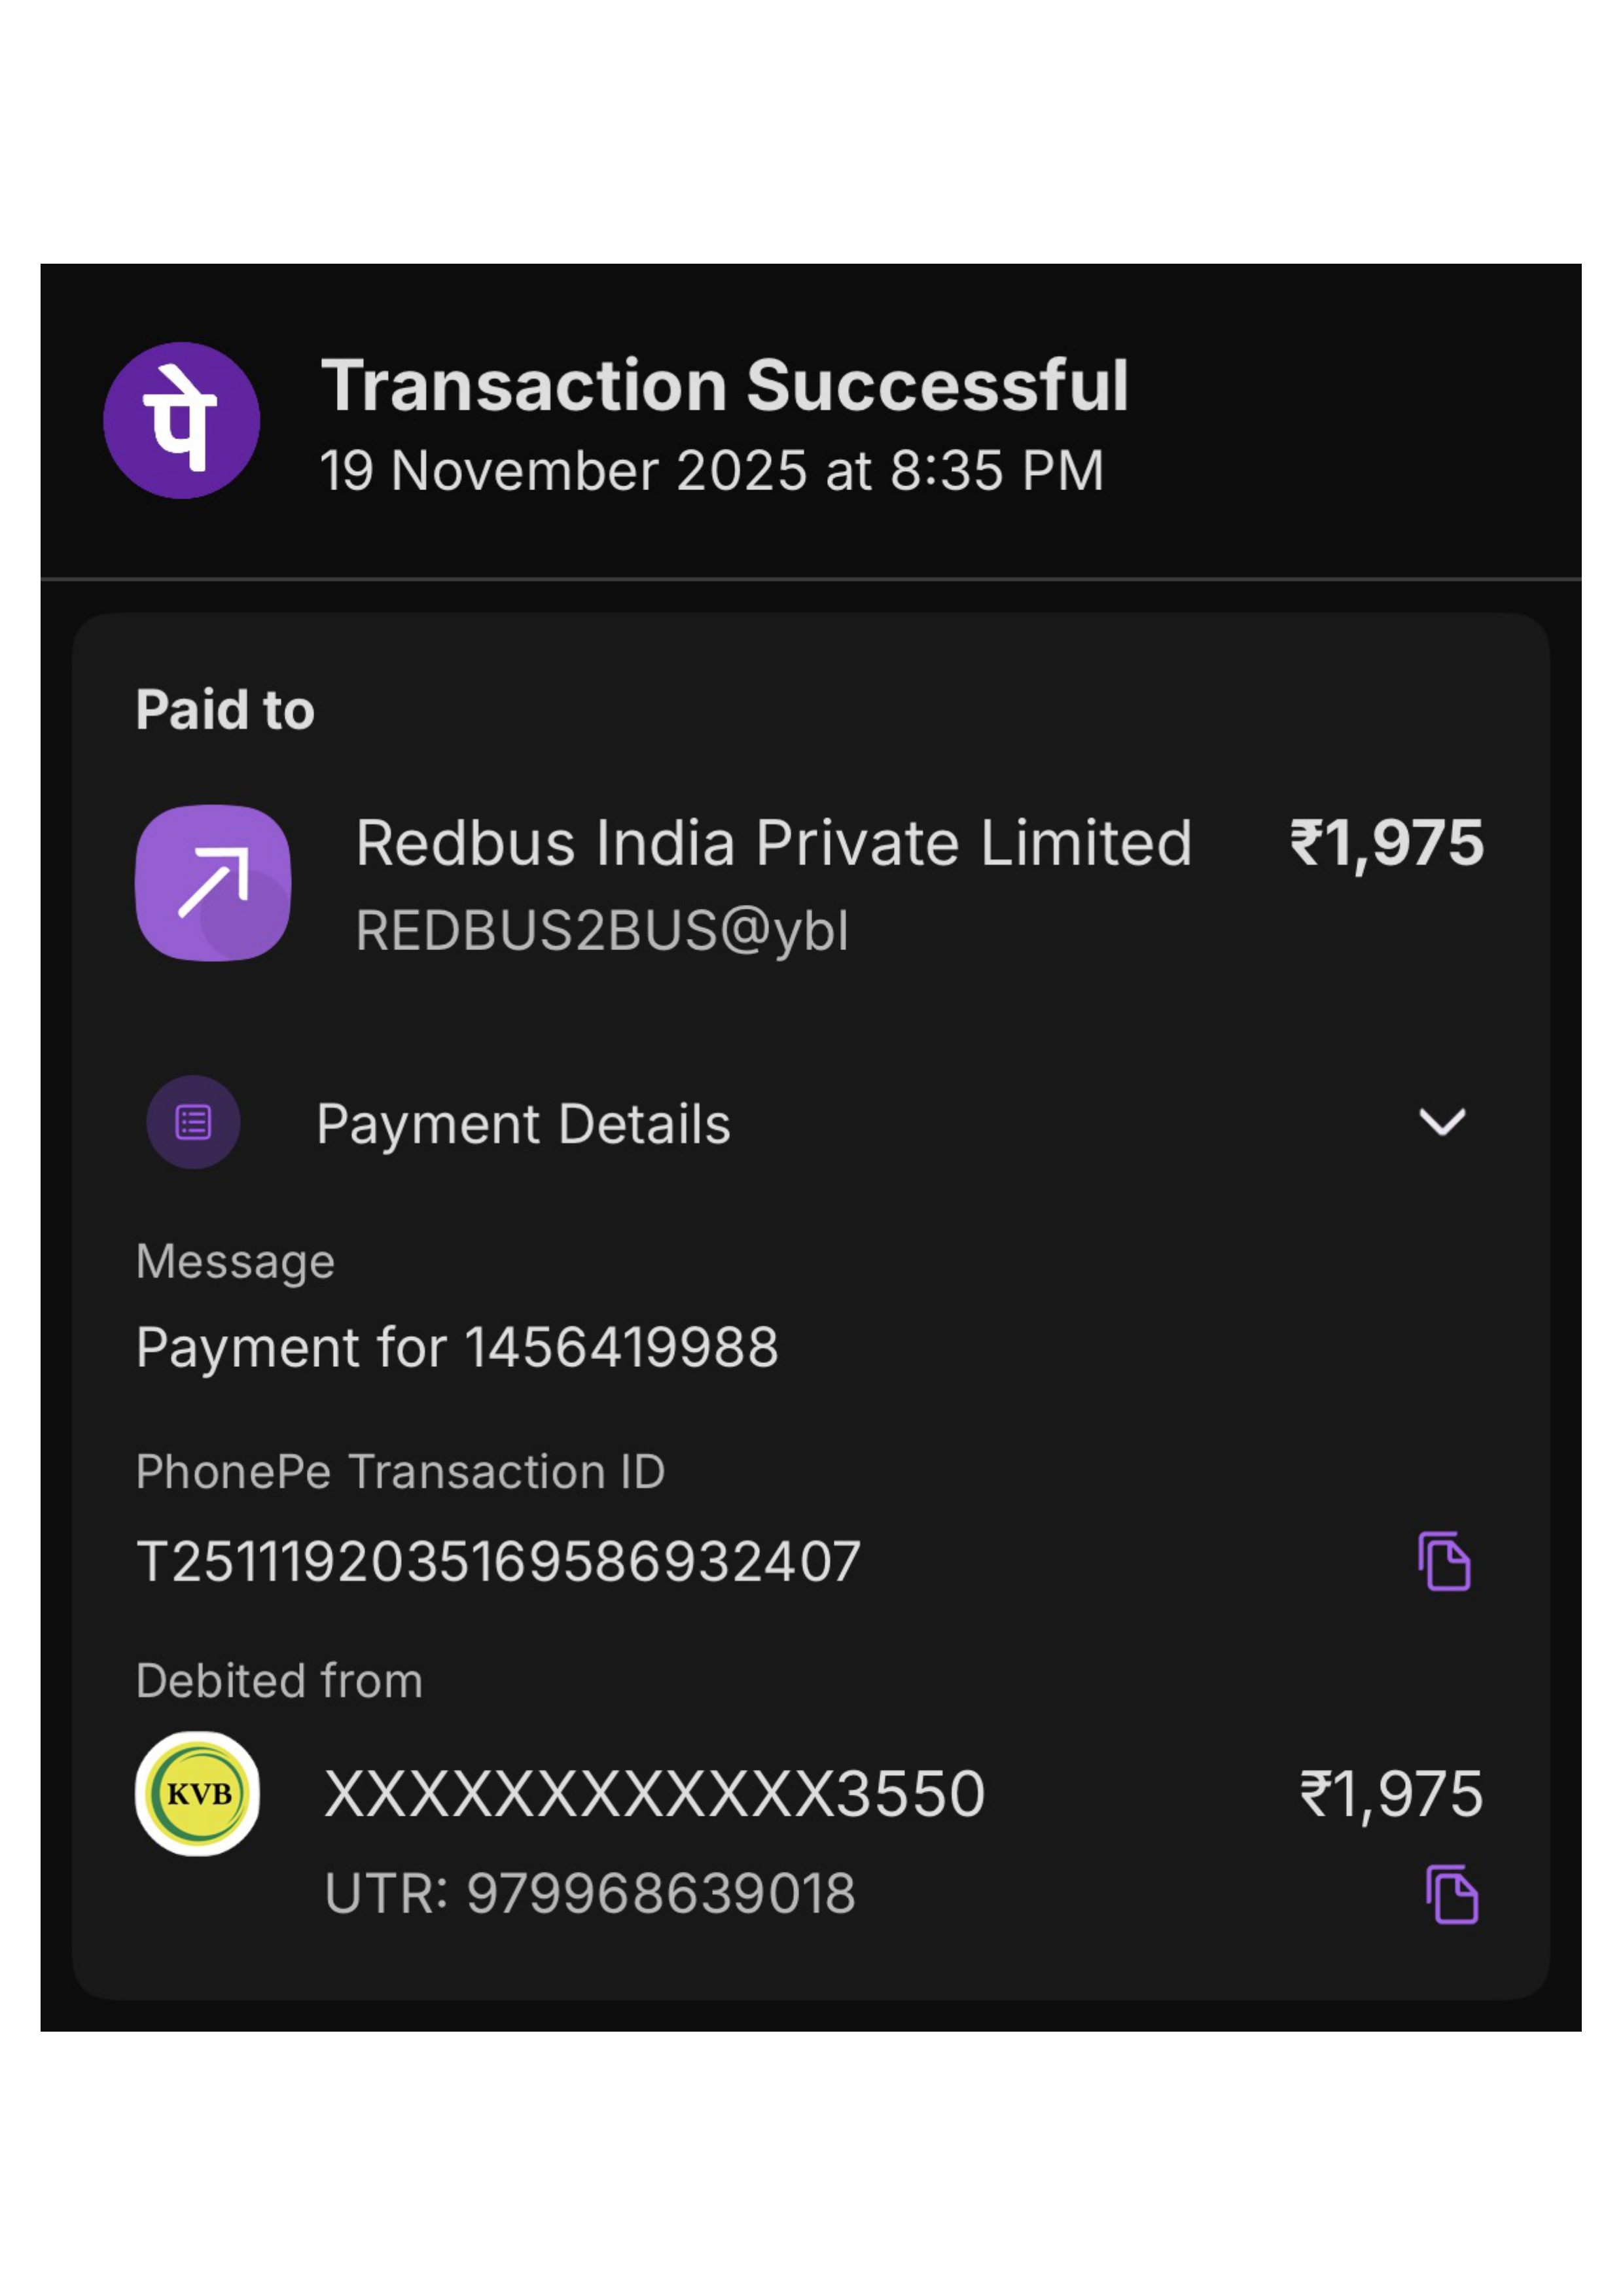 पे
Transaction Successful
19 November 2025 at 8:35 PM
Paid to
Redbus India Private Limited ₹1,975
REDBUS2BUS@ybl
Payment Details
Message
Payment for 1456419988
PhonePe Transaction ID
T2511192035169586932407
Debited from
KVB XXXXXXXXXXXX3550 ₹1,975
UTR: 979968639018